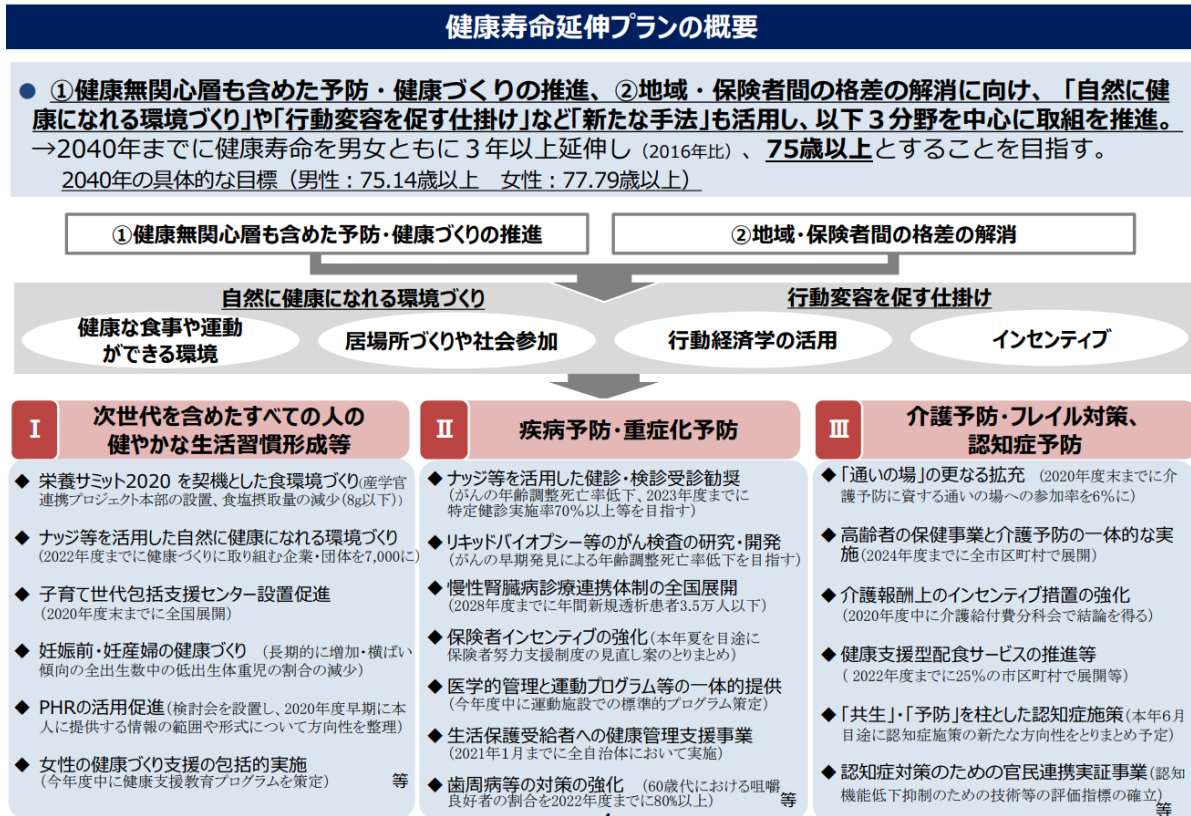 健康寿命延伸プランの概要
● ①健康無関心層も含めた予防・健康づくりの推進、②地域・保険者間の格差の解消に向け、「自然に健
康になれる環境づくり」や「行動変容を促す仕掛け」など「新たな手法」も活用し、以下３分野を中心に取組を推進。
→2040年までに健康寿命を男女ともに３年以上延伸し（2016年比）、75歳以上とすることを目指す。
2040年の具体的な目標（男性：75.14歳以上　女性：77.79歳以上）
①健康無関心層も含めた予防・健康づくりの推進
②地域・保険者間の格差の解消
自然に健康になれる環境づくり
行動変容を促す仕掛け
健康な食事や運動
ができる環境
居場所づくりや社会参加
行動経済学の活用
インセンティブ
Ⅰ
次世代を含めたすべての人の
健やかな生活習慣形成等
◆ 栄養サミット2020 を契機とした食環境づくり(産学官
連携プロジェクト本部の設置、食塩摂取量の減少(8g以下))
◆ ナッジ等を活用した自然に健康になれる環境づくり
(2022年度までに健康づくりに取り組む企業・団体を7,000に)
◆ 子育て世代包括支援センター設置促進
(2020年度末までに全国展開)
◆ 妊娠前・妊産婦の健康づくり　(長期的に増加・横ばい
傾向の全出生数中の低出生体重児の割合の減少)
◆ PHRの活用促進(検討会を設置し、2020年度早期に本
人に提供する情報の範囲や形式について方向性を整理)
◆ 女性の健康づくり支援の包括的実施
(今年度中に健康支援教育プログラムを策定)
等
Ⅱ
疾病予防・重症化予防
◆ ナッジ等を活用した健診・検診受診勧奨
(がんの年齢調整死亡率低下、2023年度までに
特定健診実施率70%以上等を目指す)
◆ リキッドバイオプシー等のがん検査の研究・開発
(がんの早期発見による年齢調整死亡率低下を目指す)
◆ 慢性腎臓病診療連携体制の全国展開
(2028年度までに年間新規透析患者3.5万人以下)
◆ 保険者インセンティブの強化(本年夏を目途に
保険者努力支援制度の見直し案のとりまとめ)
◆ 医学的管理と運動プログラム等の一体的提供
(今年度中に運動施設での標準的プログラム策定)
◆ 生活保護受給者への健康管理支援事業
(2021年1月までに全自治体において実施)
◆ 歯周病等の対策の強化　(60歳代における咀嚼
良好者の割合を2022年度までに80%以上)
等
Ⅲ
介護予防・フレイル対策、
認知症予防
◆ 「通いの場」の更なる拡充　(2020年度末までに介
護予防に資する通いの場への参加率を6%に)
◆ 高齢者の保健事業と介護予防の一体的な実
施(2024年度までに全市区町村で展開)
◆ 介護報酬上のインセンティブ措置の強化
(2020年度中に介護給付費分科会で結論を得る)
◆ 健康支援型配食サービスの推進等
( 2022年度までに25%の市区町村で展開等)
◆ 「共生」・「予防」を柱とした認知症施策(本年6月
目途に認知症施策の新たな方向性をとりまとめ予定)
◆ 認知症対策のための官民連携実証事業(認知
機能低下抑制のための技術等の評価指標の確立)
等